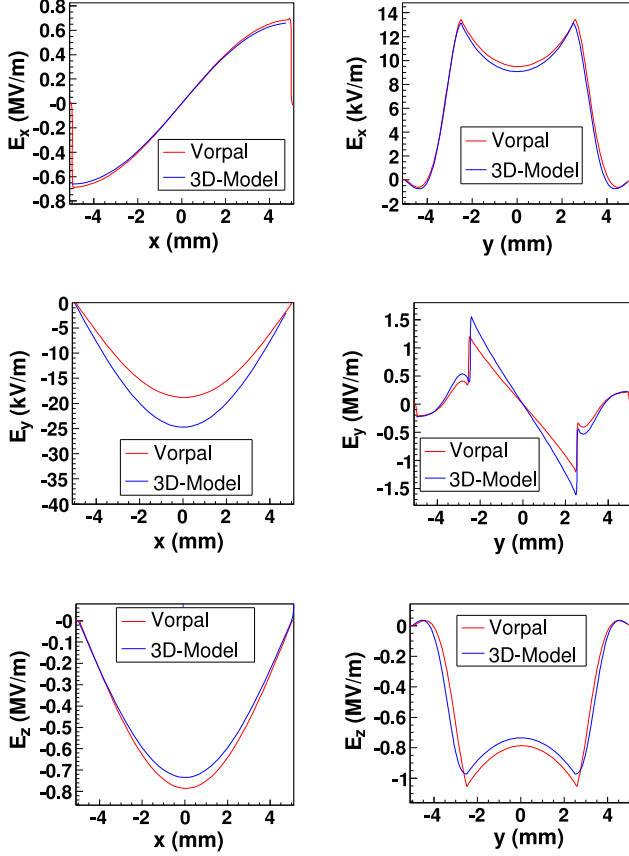 0.8
0.6
0.4
0.2
-0
-0.2
-0.4
-0.6
-0.8
E_x (MV/m)
Vorpal
3D-Model
-4 -2 0 2 4
x (mm)
14
12
10
8
6
4
2
0
-2
E_x (kV/m)
Vorpal
3D-Model
-4 -2 0 2 4
y (mm)
0
-5
-10
-15
-20
-25
-30
-35
-40
E_y (kV/m)
Vorpal
3D-Model
-4 -2 0 2 4
x (mm)
1.5
1
0.5
0
-0.5
-1
-1.5
E_y (MV/m)
Vorpal
3D-Model
-4 -2 0 2 4
y (mm)
-0
-0.1
-0.2
-0.3
-0.4
-0.5
-0.6
-0.7
-0.8
E_z (MV/m)
Vorpal
3D-Model
-4 -2 0 2 4
x (mm)
0
-0.2
-0.4
-0.6
-0.8
-1
E_z (MV/m)
Vorpal
3D-Model
-4 -2 0 2 4
y (mm)